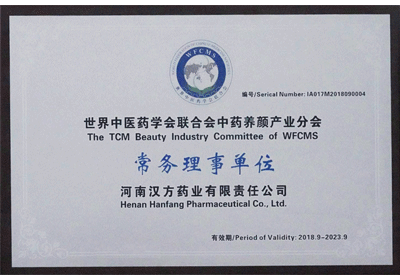 WFCMS
编号/Serial Number: IA017M2018090004
世界中医药学会联合会中药养颜产业分会
The TCM Beauty Industry Committee of WFCMS
常务理事单位
河南汉方药业有限责任公司
Henan Hanfang Pharmaceutical Co., Ltd.
有效期/Period of Validity: 2018.9-2023.9